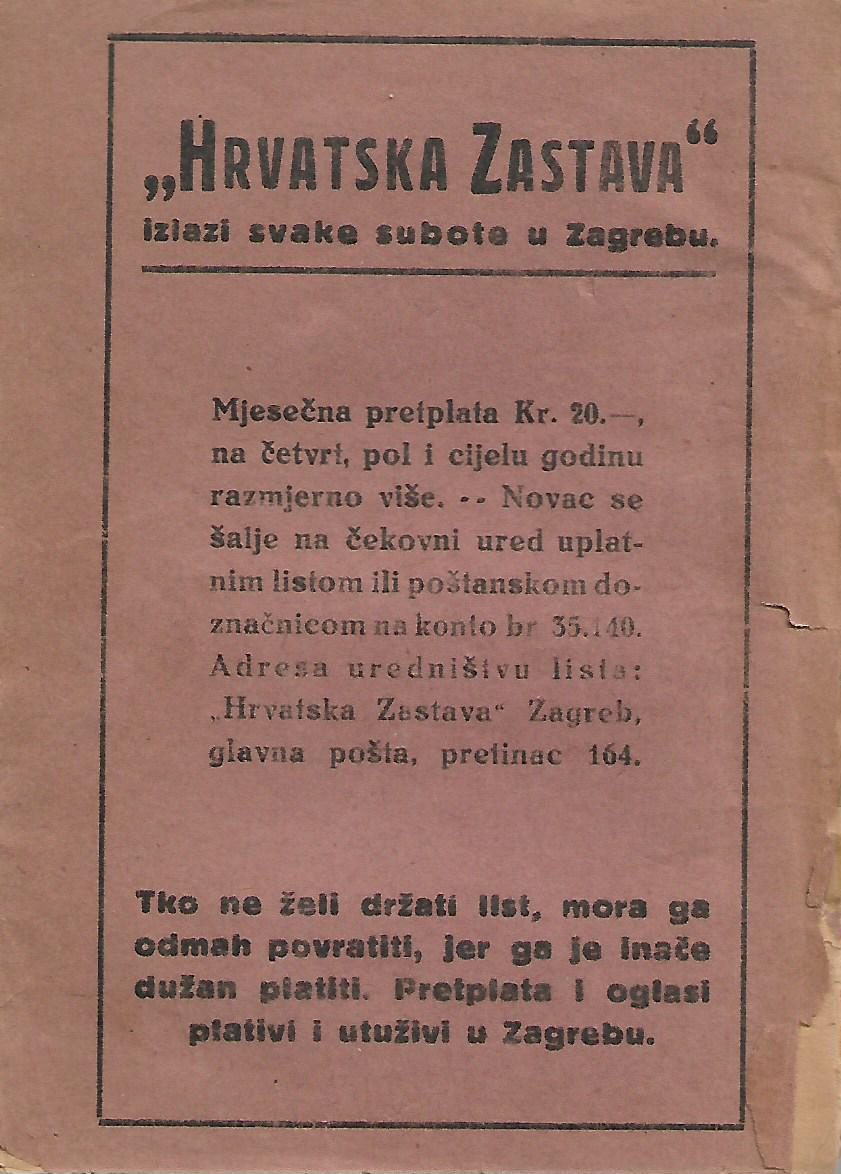 „HRVATSKA ZASTAVA“
izlazi svake subote u Zagrebu.
Mjesečna pretplata Kr. 20.—,
na četvrt, pol i cijelu godinu
razmjerno više. -- Novac se
šalje na čekovni ured uplat-
nim listom ili poštanskom do-
značnicom na konto br 35.140.
Adresa uredništvu lista:
„Hrvatska Zastava“ Zagreb,
glavna pošta, pretinac 164.
Tko ne želi držati list, mora ga
odmah povratiti, jer ga je inače
dužan platiti. Pretplata i oglasi
plativi i utuživi u Zagrebu.